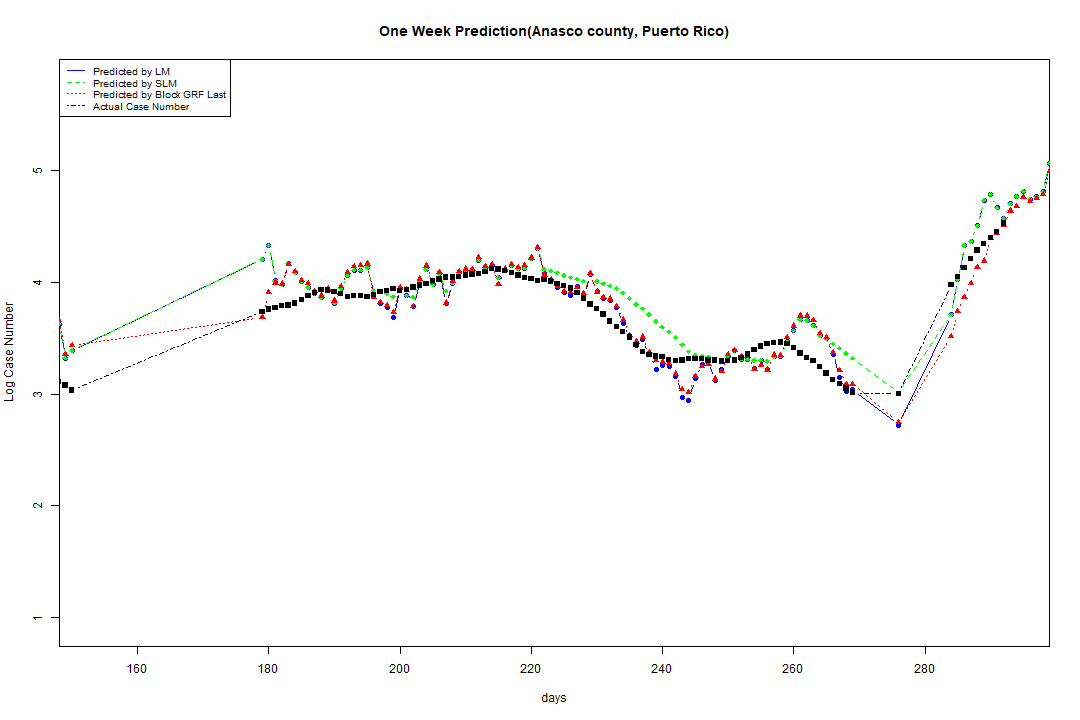 One Week Prediction(Anasco county, Puerto Rico)
Predicted by LM
Predicted by SLM
Predicted by Block GRF Last
Actual Case Number
Log Case Number
5
4
3
2
1
160 180 200 220 240 260 280
days